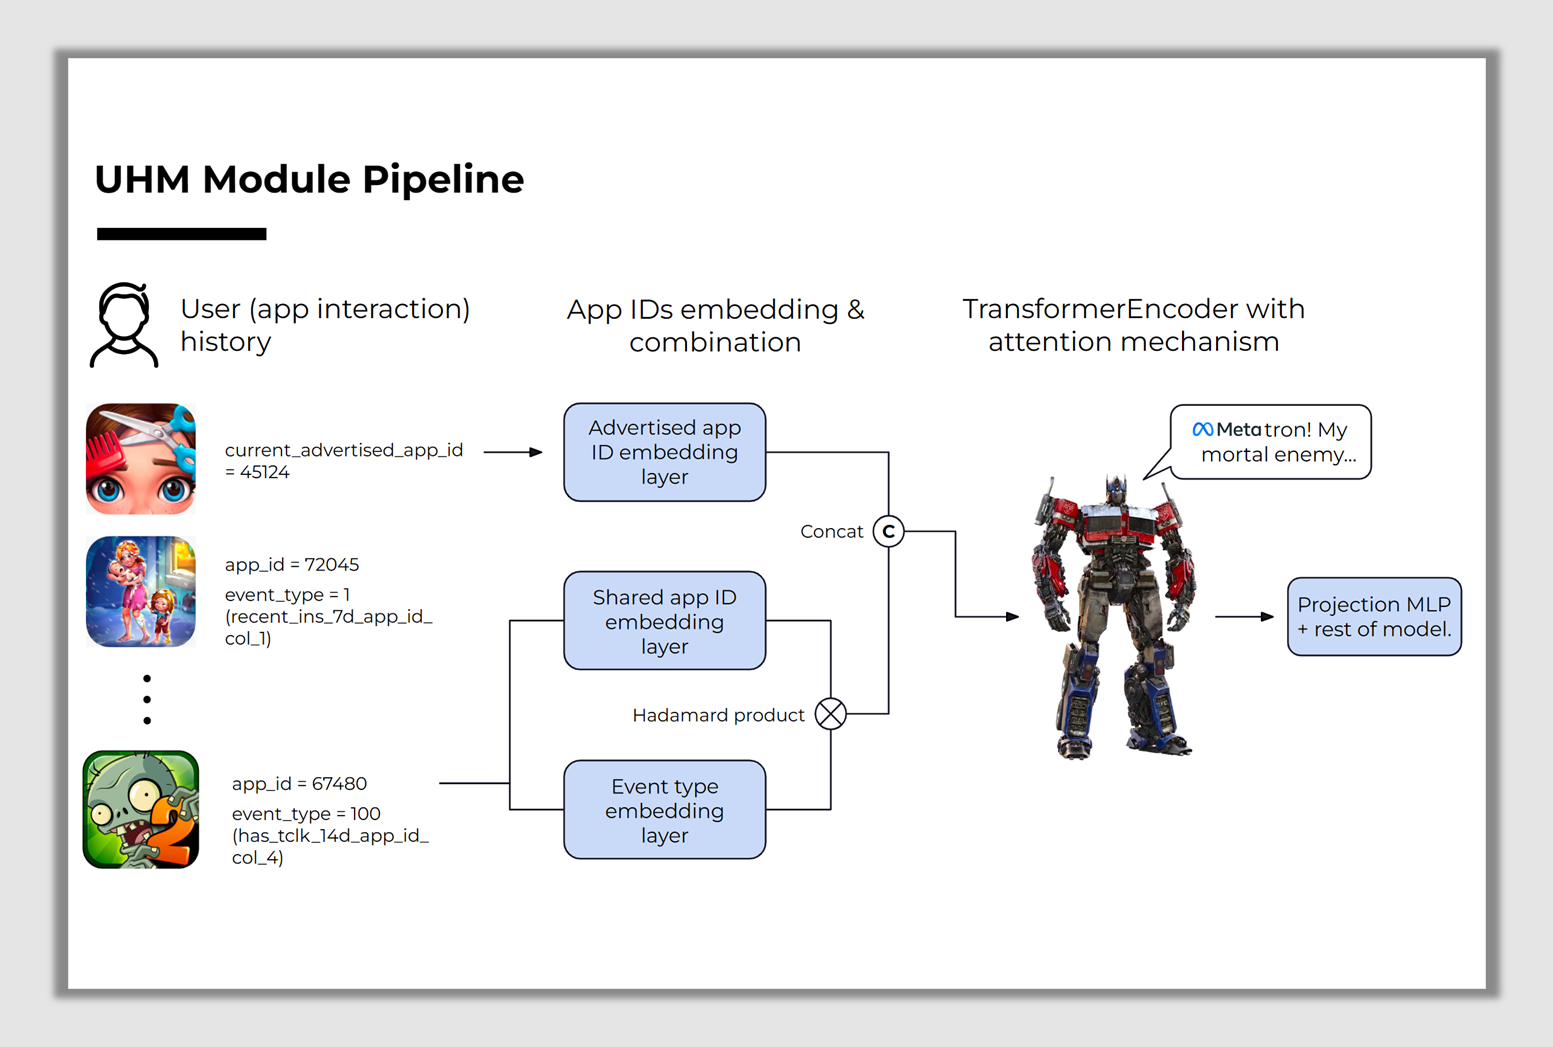 UHM Module Pipeline
User (app interaction)
history
App IDs embedding &
combination
TransformerEncoder with
attention mechanism
current_advertised_app_id
= 45124
Advertised app
ID embedding
layer
Meta tron! My
mortal enemy...
Concat
C
app_id = 72045
event_type = 1
(recent_ins_7d_app_id_
col_1)
Shared app ID
embedding
layer
Projection MLP
+ rest of model.
Hadamard product
2
app_id = 67480
event_type = 100
(has_tclk_14d_app_id_
col_4)
Event type
embedding
layer